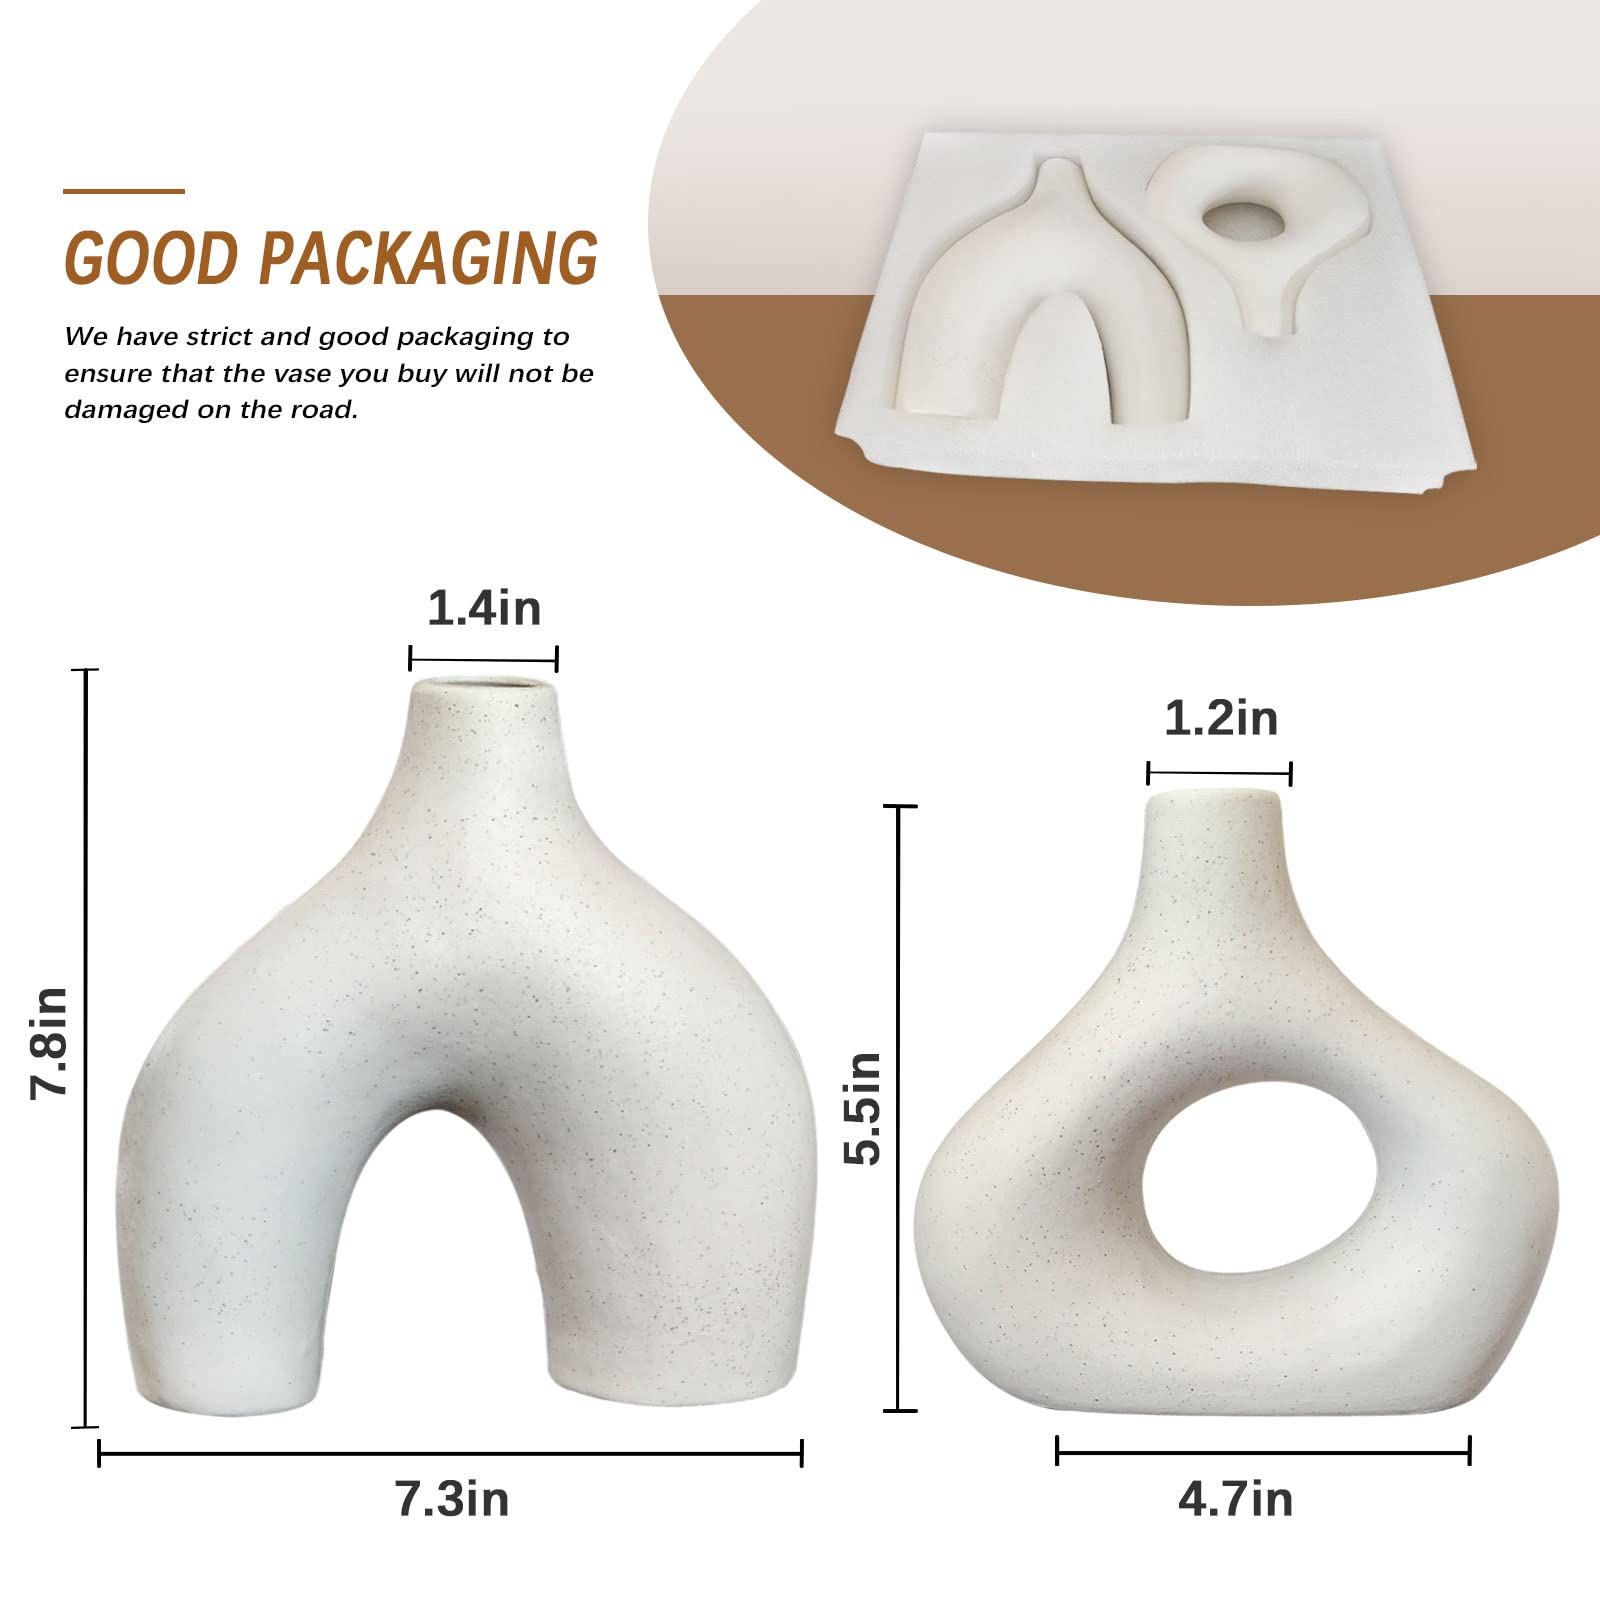 GOOD PACKAGING
We have strict and good packaging to
ensure that the vase you buy will not be
damaged on the road.
1.4in
7.8in
7.3in
1.2in
5.5in
4.7in